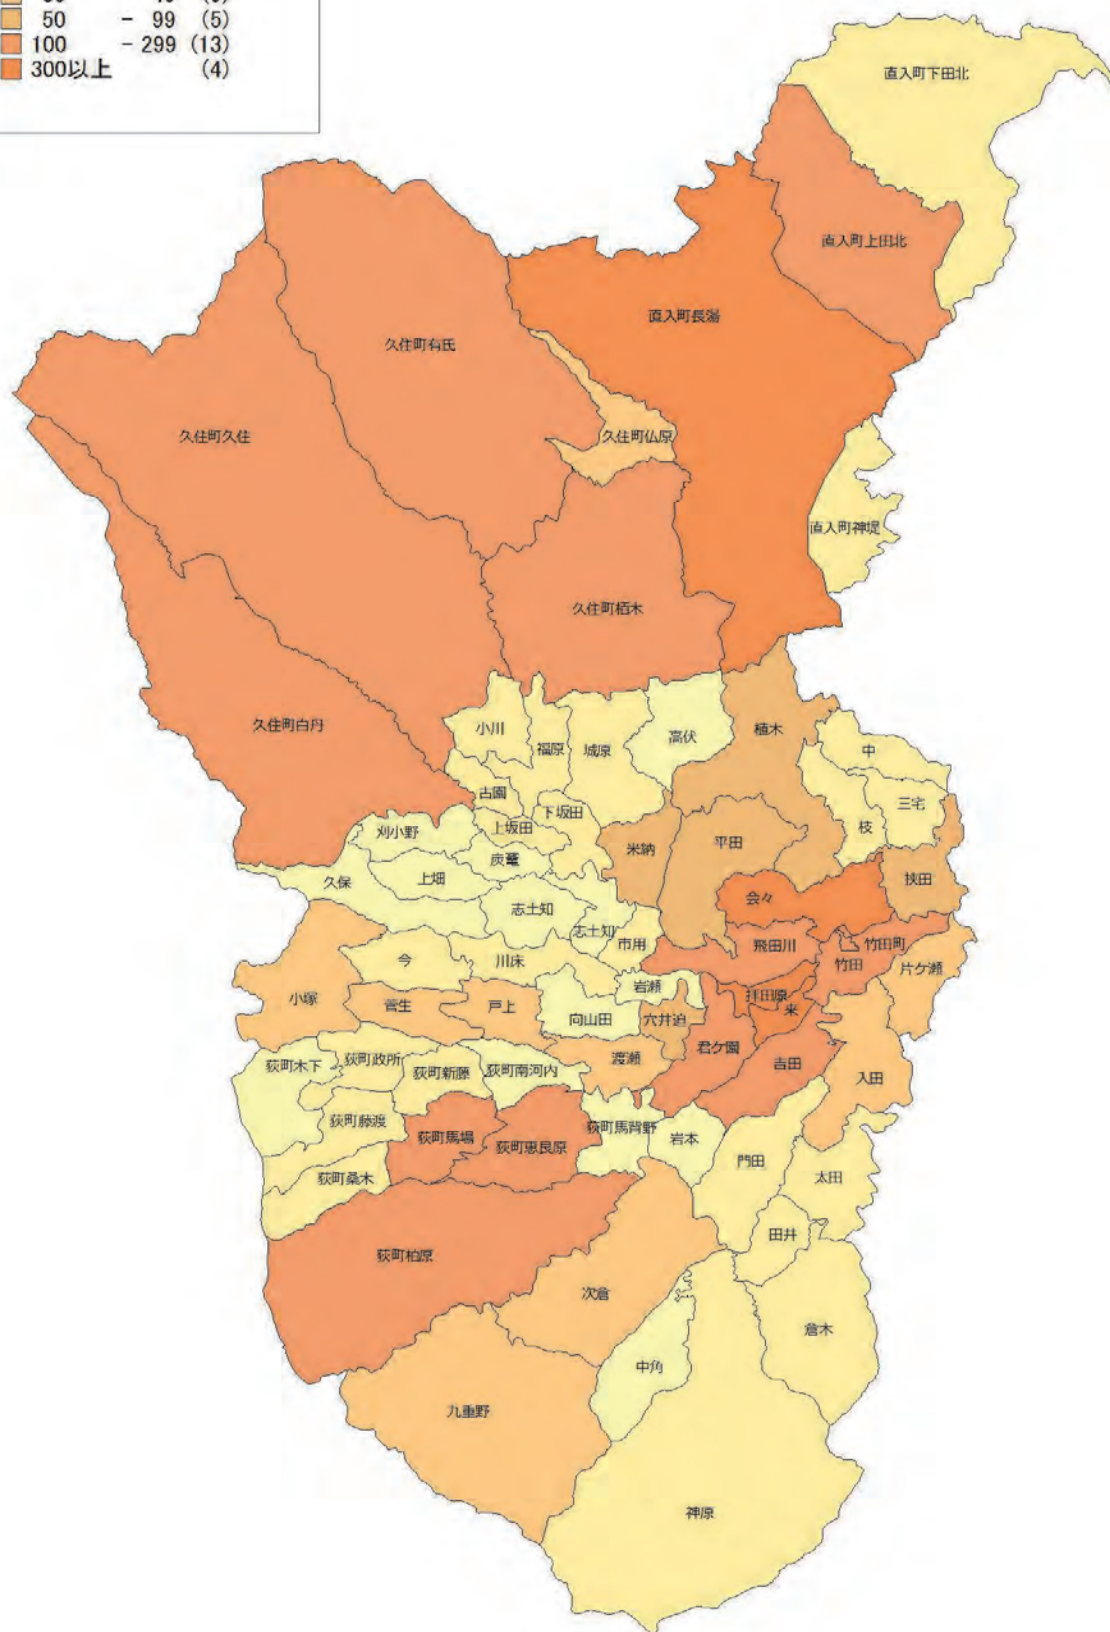 50 - 99 (5)
100 - 299 (13)
300以上 (4)
直入町下田北
直入町上田北
直入町長湯
久住町有氏
久住町久住
久住町仏原
直入町神堤
久住町栢木
久住町白丹
小川
福原
城原
高伏
植木
中
古園
下坂田
三宅
刈小野
上坂田
枝
米納
平田
炭竃
久保
上畑
挟田
会々
志土知
志土知
市用
飛田川
竹田町
今
川床
竹田
片ケ瀬
岩瀬
小塚
菅生
戸上
拝田原
来
向山田
穴井迫
君ケ園
荻町木下
荻町政所
荻町新藤
荻町南河内
渡瀬
吉田
入田
荻町藤渡
荻町馬場
荻町恵良原
荻町馬背野
岩本
門田
荻町桑木
太田
田井
荻町柏原
次倉
倉木
中角
九重野
神原